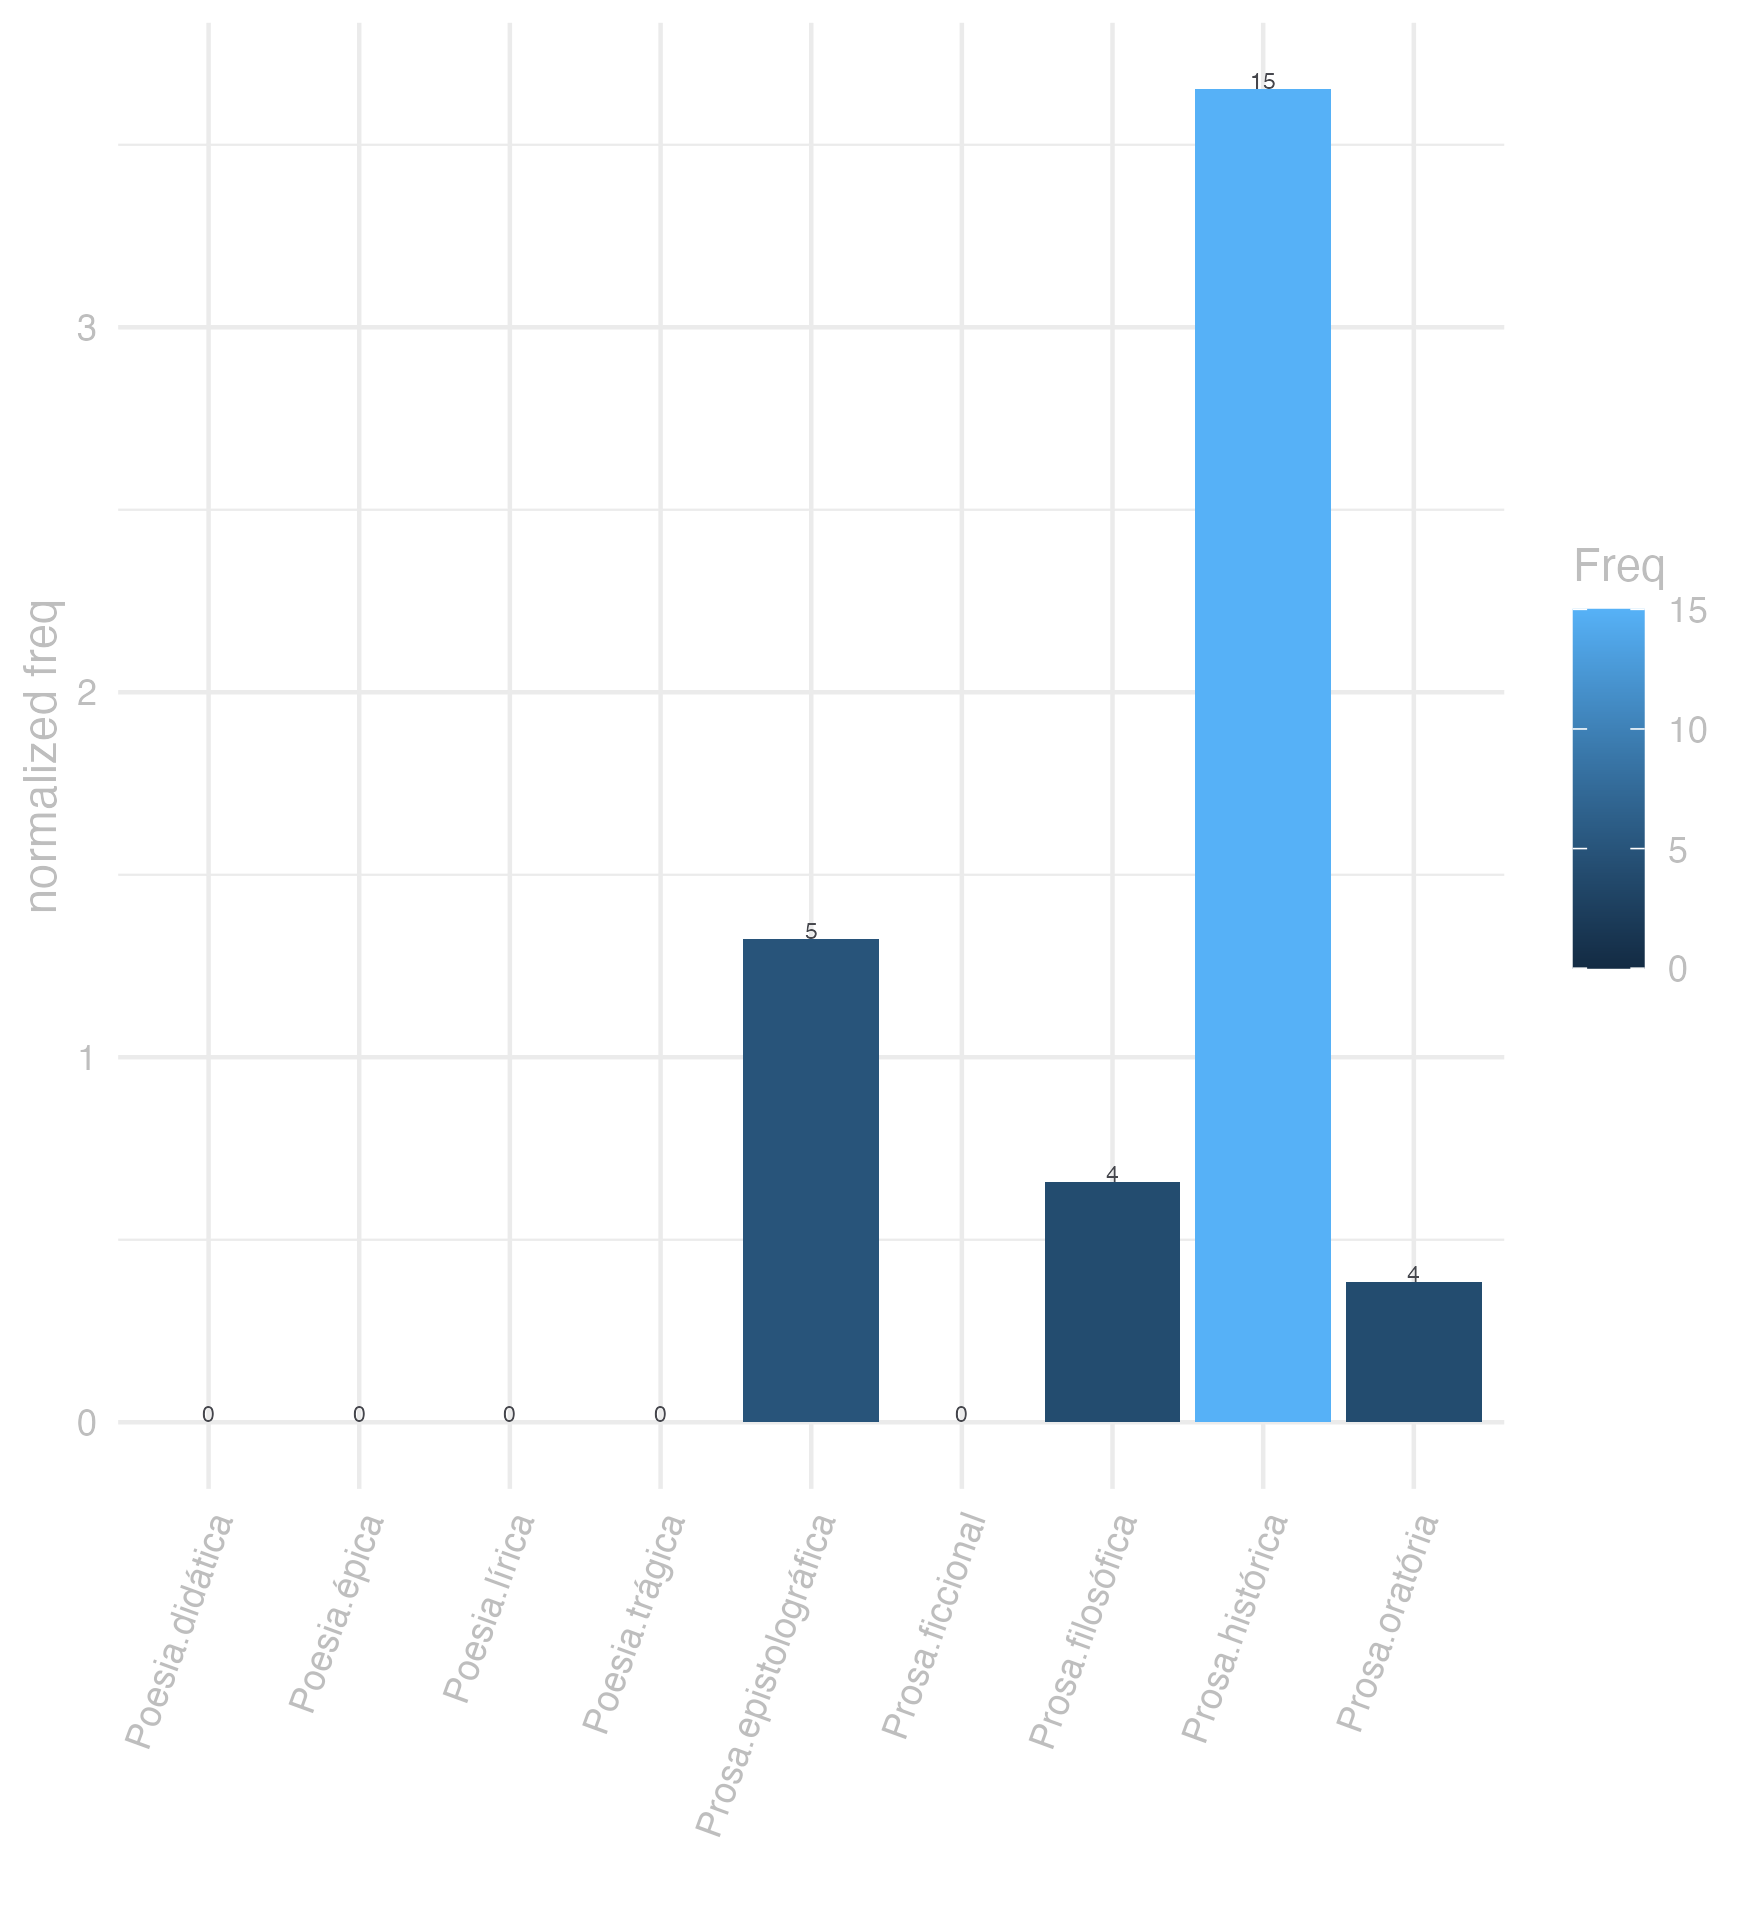 normalized freq
3
2
1
0
0
0
0
0
5
0
4
15
4
Poesia.didática
Poesia.épica
Poesia.lírica
Poesia.trágica
Prosa.epistolográfica
Prosa.ficcional
Prosa.filosófica
Prosa.histórica
Prosa.oratória
Freq
15
10
5
0